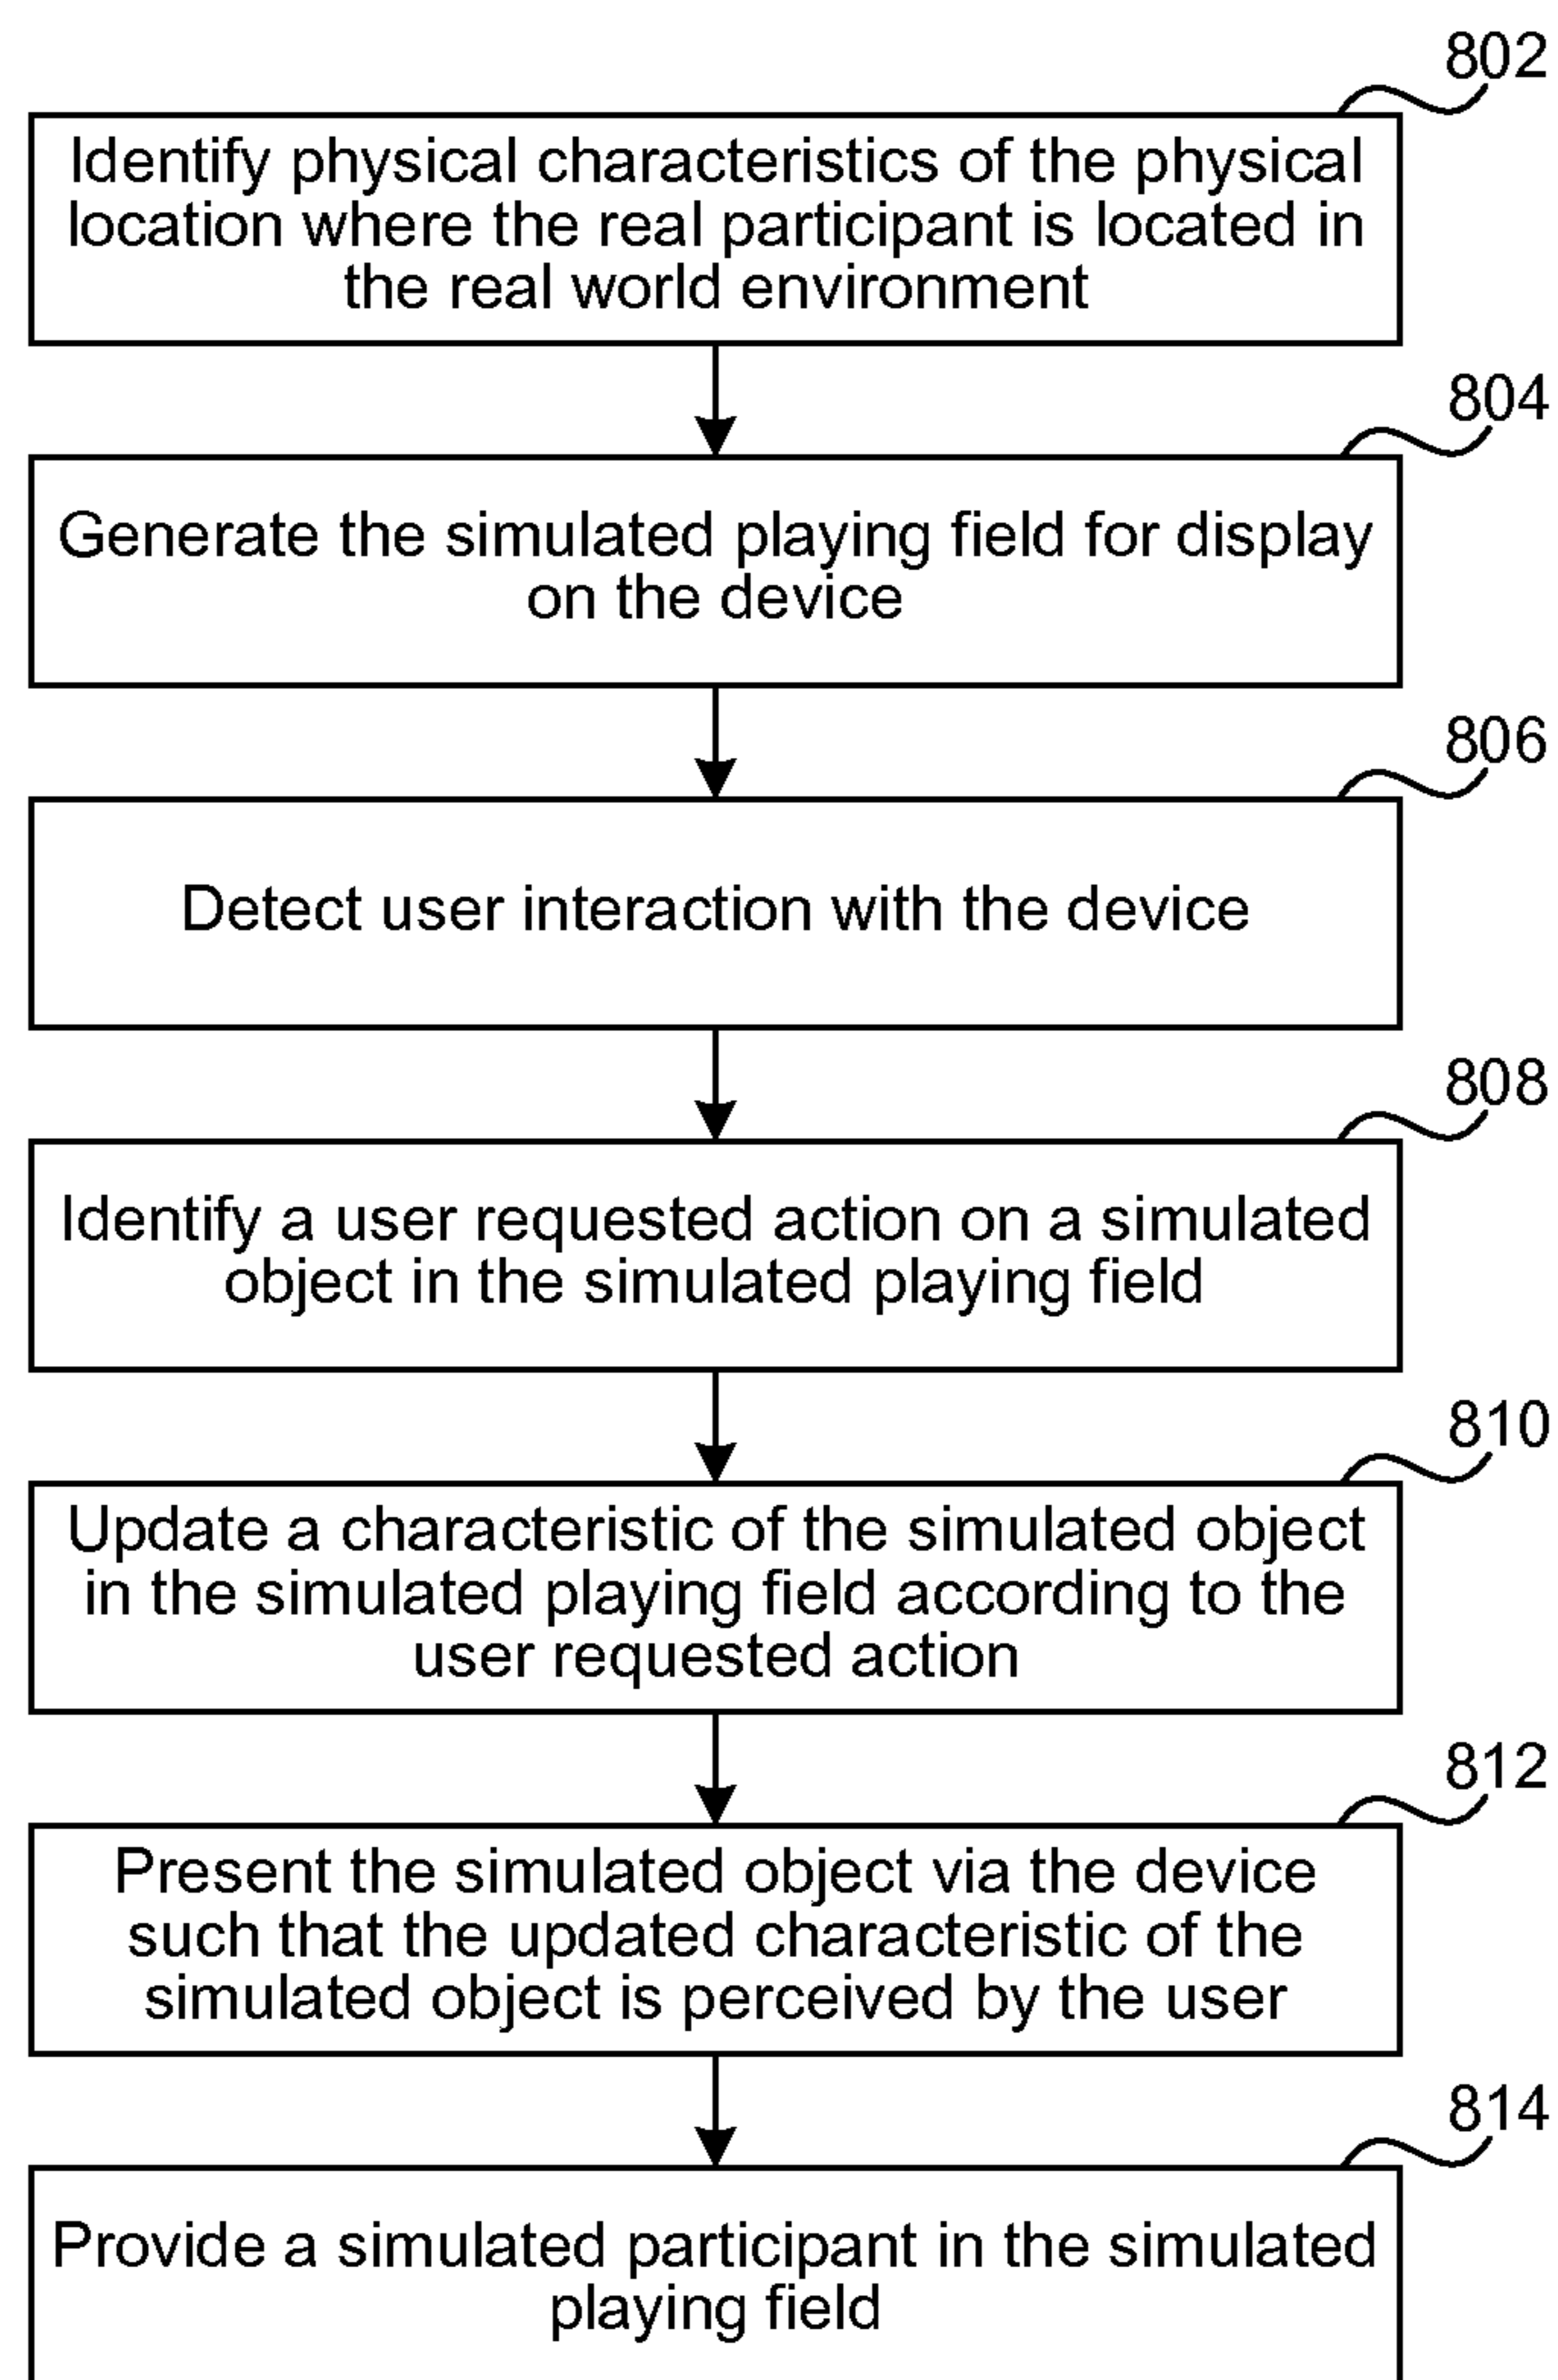 802
Identify physical characteristics of the physical
location where the real participant is located in
the real world environment
804
Generate the simulated playing field for display
on the device
806
Detect user interaction with the device
808
Identify a user requested action on a simulated
object in the simulated playing field
810
Update a characteristic of the simulated object
in the simulated playing field according to the
user requested action
812
Present the simulated object via the device
such that the updated characteristic of the
simulated object is perceived by the user
814
Provide a simulated participant in the simulated
playing field